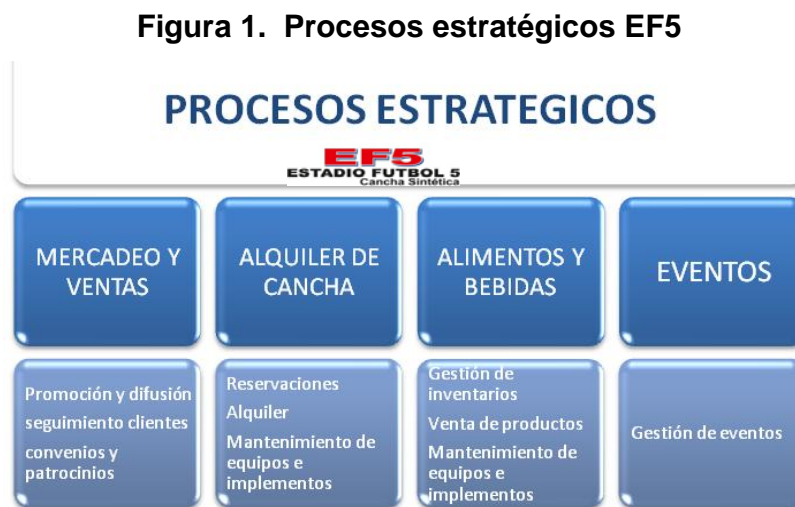 Figura 1. Procesos estratégicos EF5
PROCESOS ESTRATEGICOS
EF5
ESTADIO FUTBOL 5
Cancha Sintética
MERCADEO Y
VENTAS
ALQUILER DE
CANCHA
ALIMENTOS Y
BEBIDAS
EVENTOS
Promoción y difusión
seguimiento clientes
convenios y
patrocinios
Reservaciones
Alquiler
Mantenimiento de
equipos e
implementos
Gestión de
inventarios
Venta de productos
Mantenimiento de
equipos e
implementos
Gestión de eventos